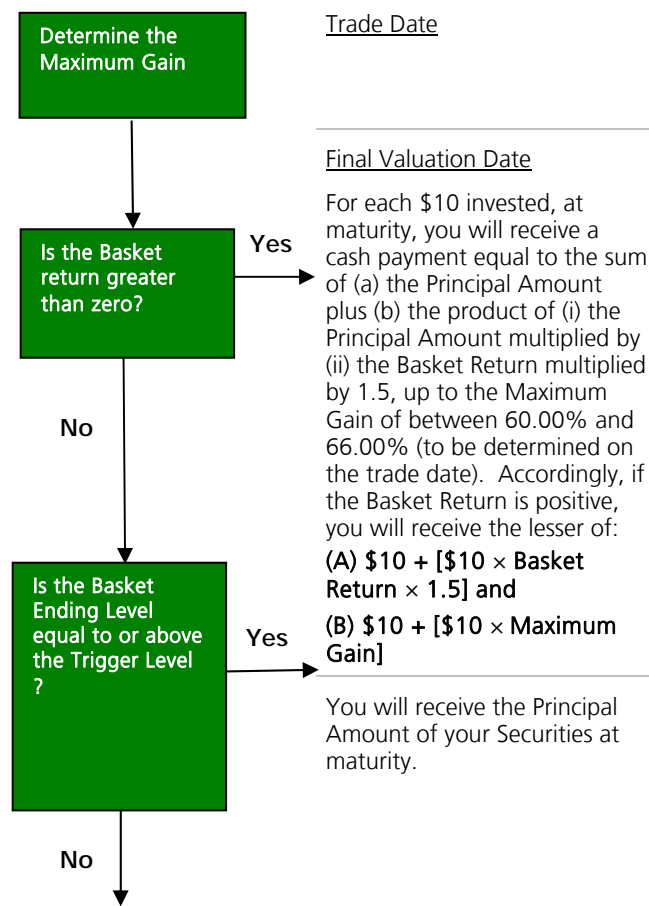 Determine the
Maximum Gain
Trade Date
Final Valuation Date
Is the Basket
return greater
than zero?
Yes
For each $10 invested, at
maturity, you will receive a
cash payment equal to the sum
of (a) the Principal Amount
plus (b) the product of (i) the
Principal Amount multiplied by
(ii) the Basket Return multiplied
by 1.5, up to the Maximum
Gain of between 60.00% and
66.00% (to be determined on
the trade date).  Accordingly, if
the Basket Return is positive,
you will receive the lesser of:
(A) $10 + [$10 × Basket
Return × 1.5] and
(B) $10 + [$10 × Maximum
Gain]
No
Is the Basket
Ending Level
equal to or above
the Trigger Level
?
Yes
You will receive the Principal
Amount of your Securities at
maturity.
No